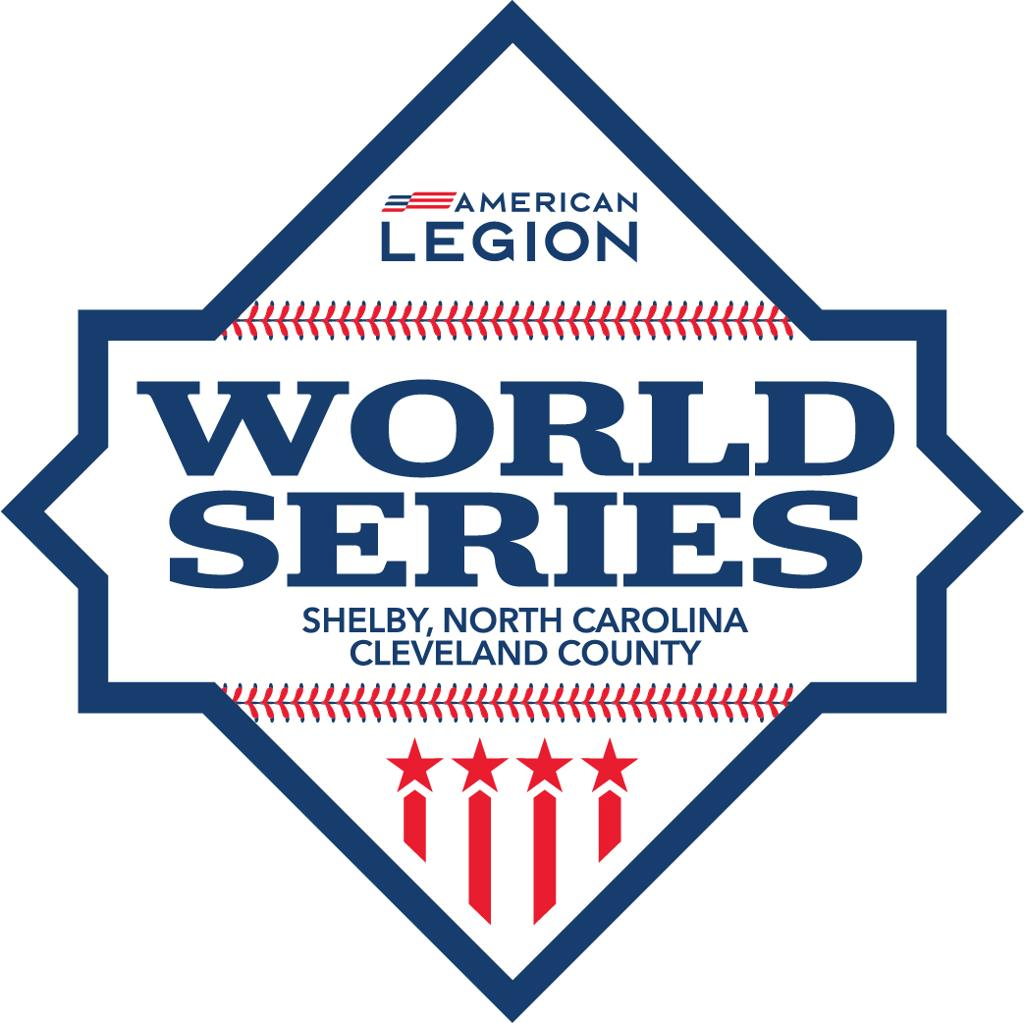 AMERICAN
LEGION
WORLD
SERIES
SHELBY, NORTH CAROLINA
CLEVELAND COUNTY